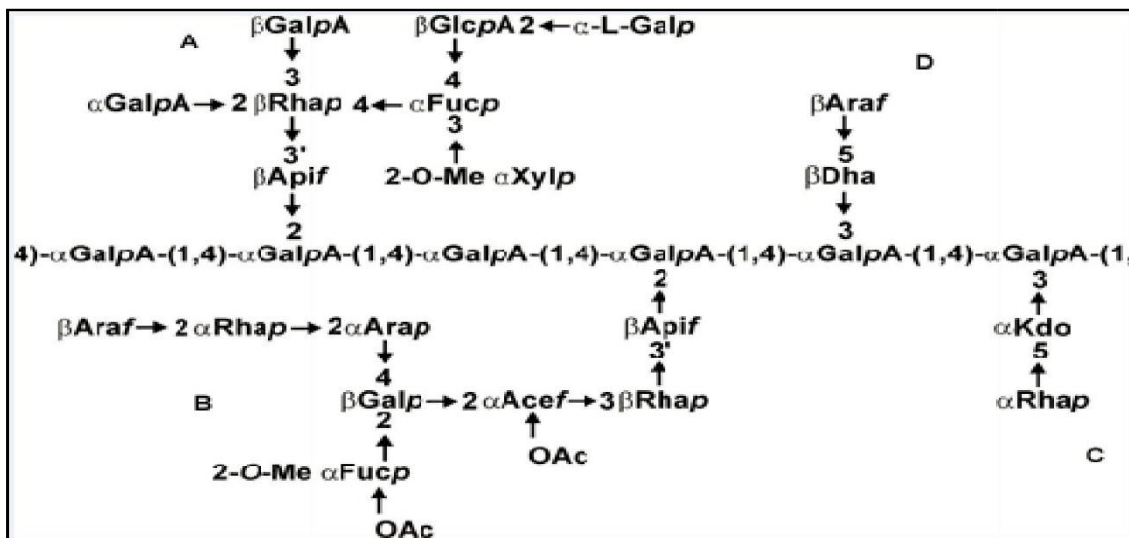 A βGalpA βGlcpA 2 ← α-L-Galp D
↓ ↓
3 4
αGalpA → 2 βRhap 4 ← αFucp βAraf
↓ 3 ↓
3' ↑ 5
βApif 2-O-Me αXylp βDha
↓ ↓
2 3
4)-αGalpA-(1,4)-αGalpA-(1,4)-αGalpA-(1,4)-αGalpA-(1,4)-αGalpA-(1,4)-αGalpA-(1,
2 3
↑ ↑
βAraf → 2 αRhap → 2αArap βApif αKdo
↓ 3' 5
4 ↑ ↑
B βGalp → 2 αAcef → 3 βRhap αRhap
2 ↑
↑ OAc C
2-O-Me αFucp
↑
OAc